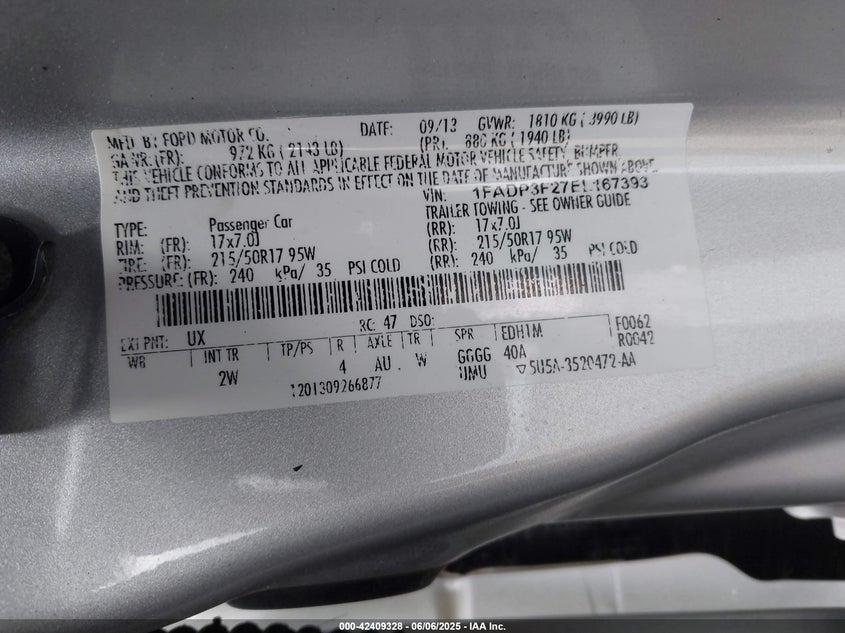 MFD. BY FORD MOTOR CO. DATE: 09/13 GVWR: 1810 KG ( 3990 LB)
GAWR: (FR): 972 KG ( 2143 LB) (PR): 880 KG ( 1940 LB)
THIS VEHICLE CONFORMS TO ALL APPLICABLE FEDERAL MOTOR VEHICLE SAFETY, BUMPER
AND THEFT PREVENTION STANDARDS IN EFFECT ON THE DATE OF MANUFACTURE SHOWN ABOVE.
VIN: 1FADP3F27EL167393
TYPE: Passenger Car TRAILER TOWING - SEE OWNER GUIDE
RIM: (FR): 17x7.0J (RR): 17x7.0J
TIRE: (FR): 215/50R17 95W (RR): 215/50R17 95W
PRESSURE: (FR): 240 kPa/ 35 PSI COLD (RR): 240 kPa/ 35 PSI COLD
EXT PNT: UX RC: 47 DSO: F0062
WB INT TR TP/PS R AXLE TR SPR EDH1M R0042
2W 4 AU W GGGG 40A
UMU ▽5U5A-3520472-AA
1201309266877
000-42409328 - 06/06/2025 - IAA Inc.